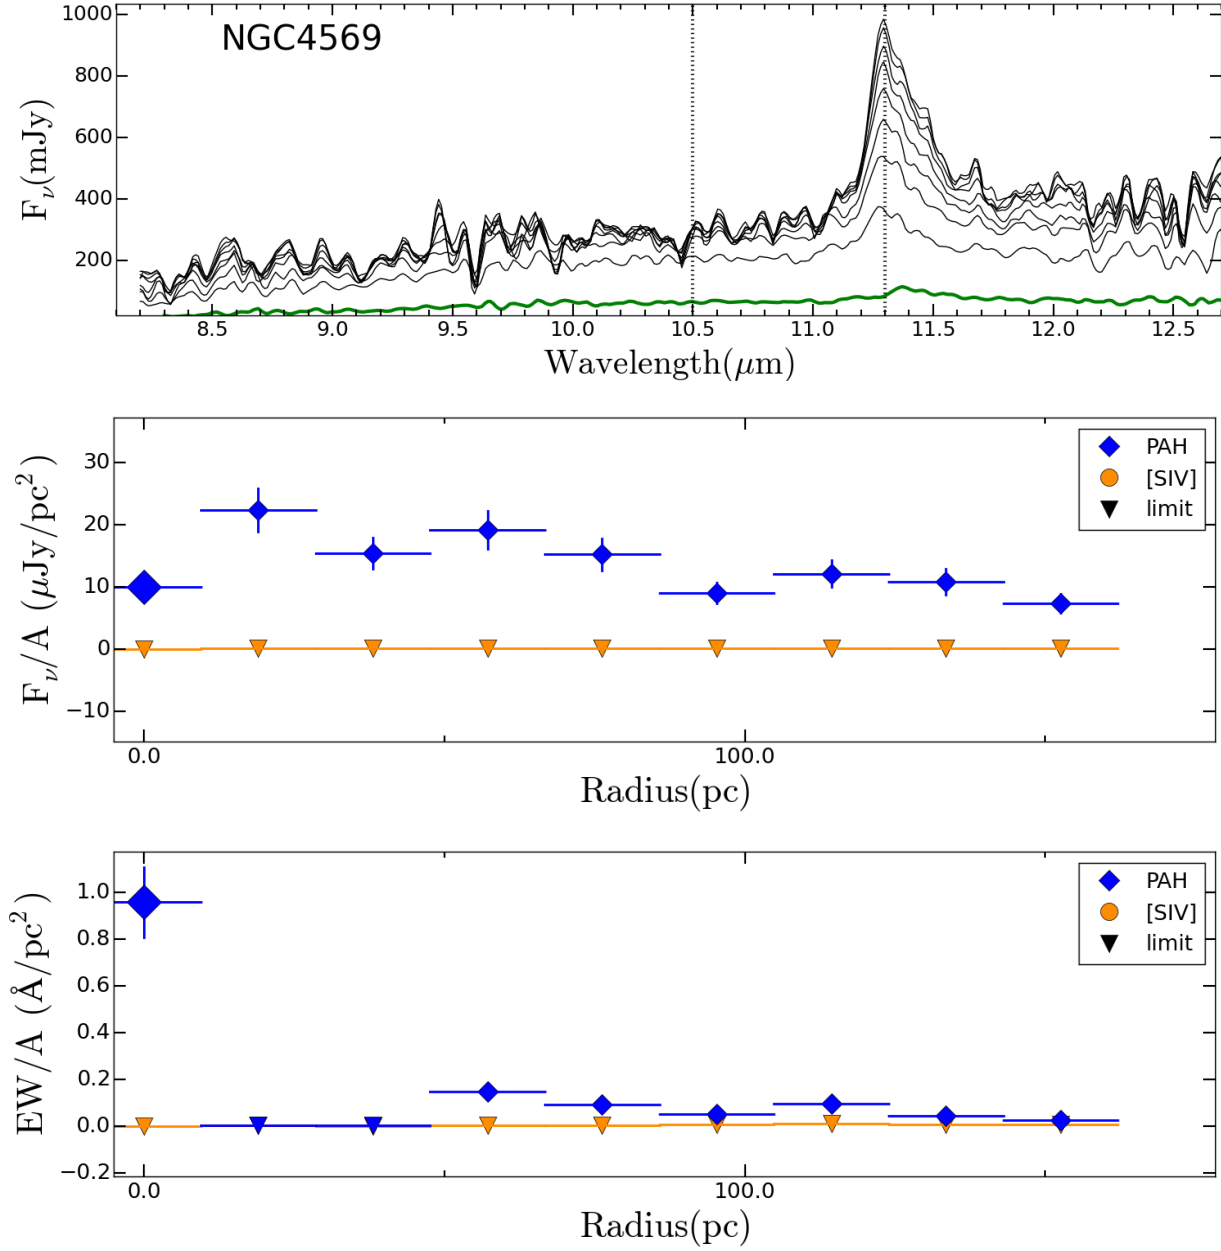 NGC4569
1000
800
600
400
200
F_ν(mJy)
8.5 9.0 9.5 10.0 10.5 11.0 11.5 12.0 12.5
Wavelength(μm)
30
20
10
0
−10
F_ν/A (μJy/pc²)
PAH
[SIV]
limit
0.0 100.0
Radius(pc)
1.0
0.8
0.6
0.4
0.2
0.0
−0.2
EW/A (Å/pc²)
PAH
[SIV]
limit
0.0 100.0
Radius(pc)